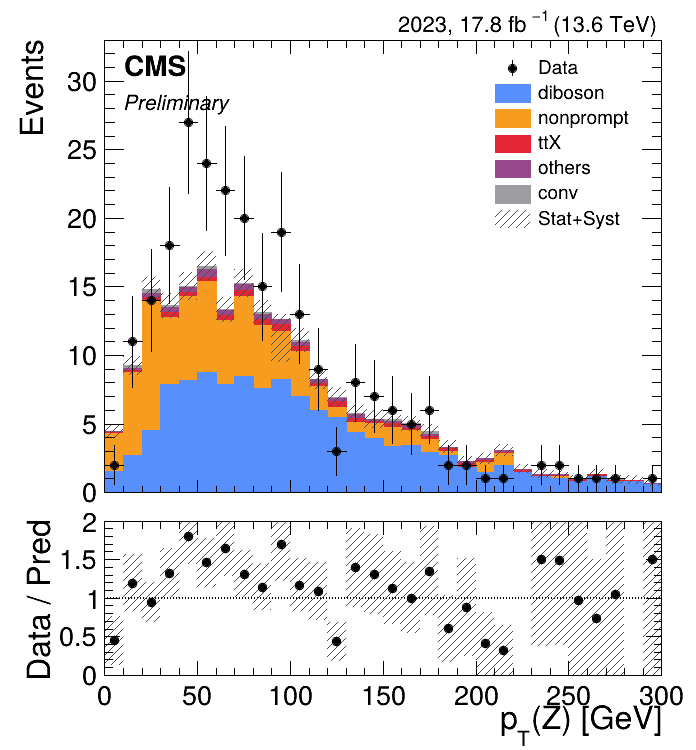 2023, 17.8 fb⁻¹ (13.6 TeV)
CMS
Preliminary
Events
30
25
20
15
10
5
0
Data
diboson
nonprompt
ttX
others
conv
Stat+Syst
Data / Pred
2
1.5
1
0.5
0
0 50 100 150 200 250 300
p_T(Z) [GeV]